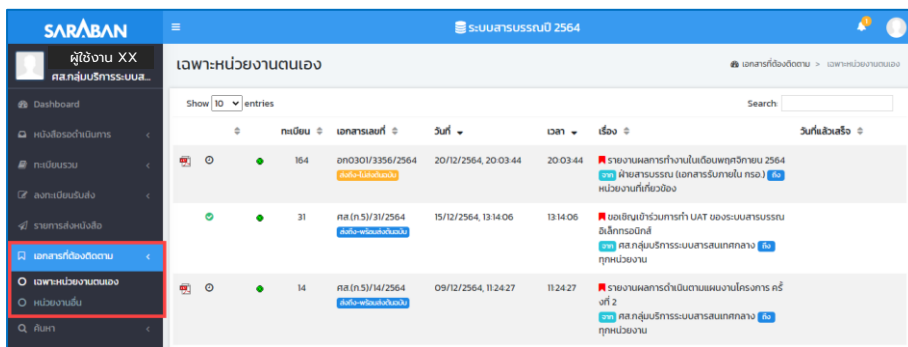 SARABAN
ระบบสารบรรณปี 2564
ผู้ใช้งาน XX
ศส.กลุ่มบริการระบบส...
เฉพาะหน่วยงานตนเอง
เอกสารที่ต้องติดตาม > เฉพาะหน่วยงานตนเอง
Dashboard
หนังสือรอดำเนินการ
ทะเบียนรวม
ลงทะเบียนรับส่ง
รายการส่งหนังสือ
เอกสารที่ต้องติดตาม
เฉพาะหน่วยงานตนเอง
หน่วยงานอื่น
ค้นหา
Show 10 entries
Search:
ทะเบียน เอกสารเลขที่ วันที่ เวลา เรื่อง วันที่แล้วเสร็จ
164 อก0301/3356/2564 20/12/2564, 20:03:44 20:03:44 รายงานผลการทำงานในเดือนพฤศจิกายน 2564
ส่งถึง-ไม่ส่งต้นฉบับ จาก ฝ่ายสารบรรณ (เอกสารรับภายใน กรอ.) ถึง
หน่วยงานที่เกี่ยวข้อง
31 ศส.(ก.5)/31/2564 15/12/2564, 13:14:06 13:14:06 ขอเชิญเข้าร่วมการทำ UAT ของระบบสารบรรณ
ส่งถึง-พร้อมส่งต้นฉบับ อิเล็กทรอนิกส์
จาก ศส.กลุ่มบริการระบบสารสนเทศกลาง ถึง
ทุกหน่วยงาน
14 ศส.(ก.5)/14/2564 09/12/2564, 11:24:27 11:24:27 รายงานผลการดำเนินตามแผนงานโครงการ ครั้
ส่งถึง-พร้อมส่งต้นฉบับ งที่ 2
จาก ศส.กลุ่มบริการระบบสารสนเทศกลาง ถึง
ทุกหน่วยงาน